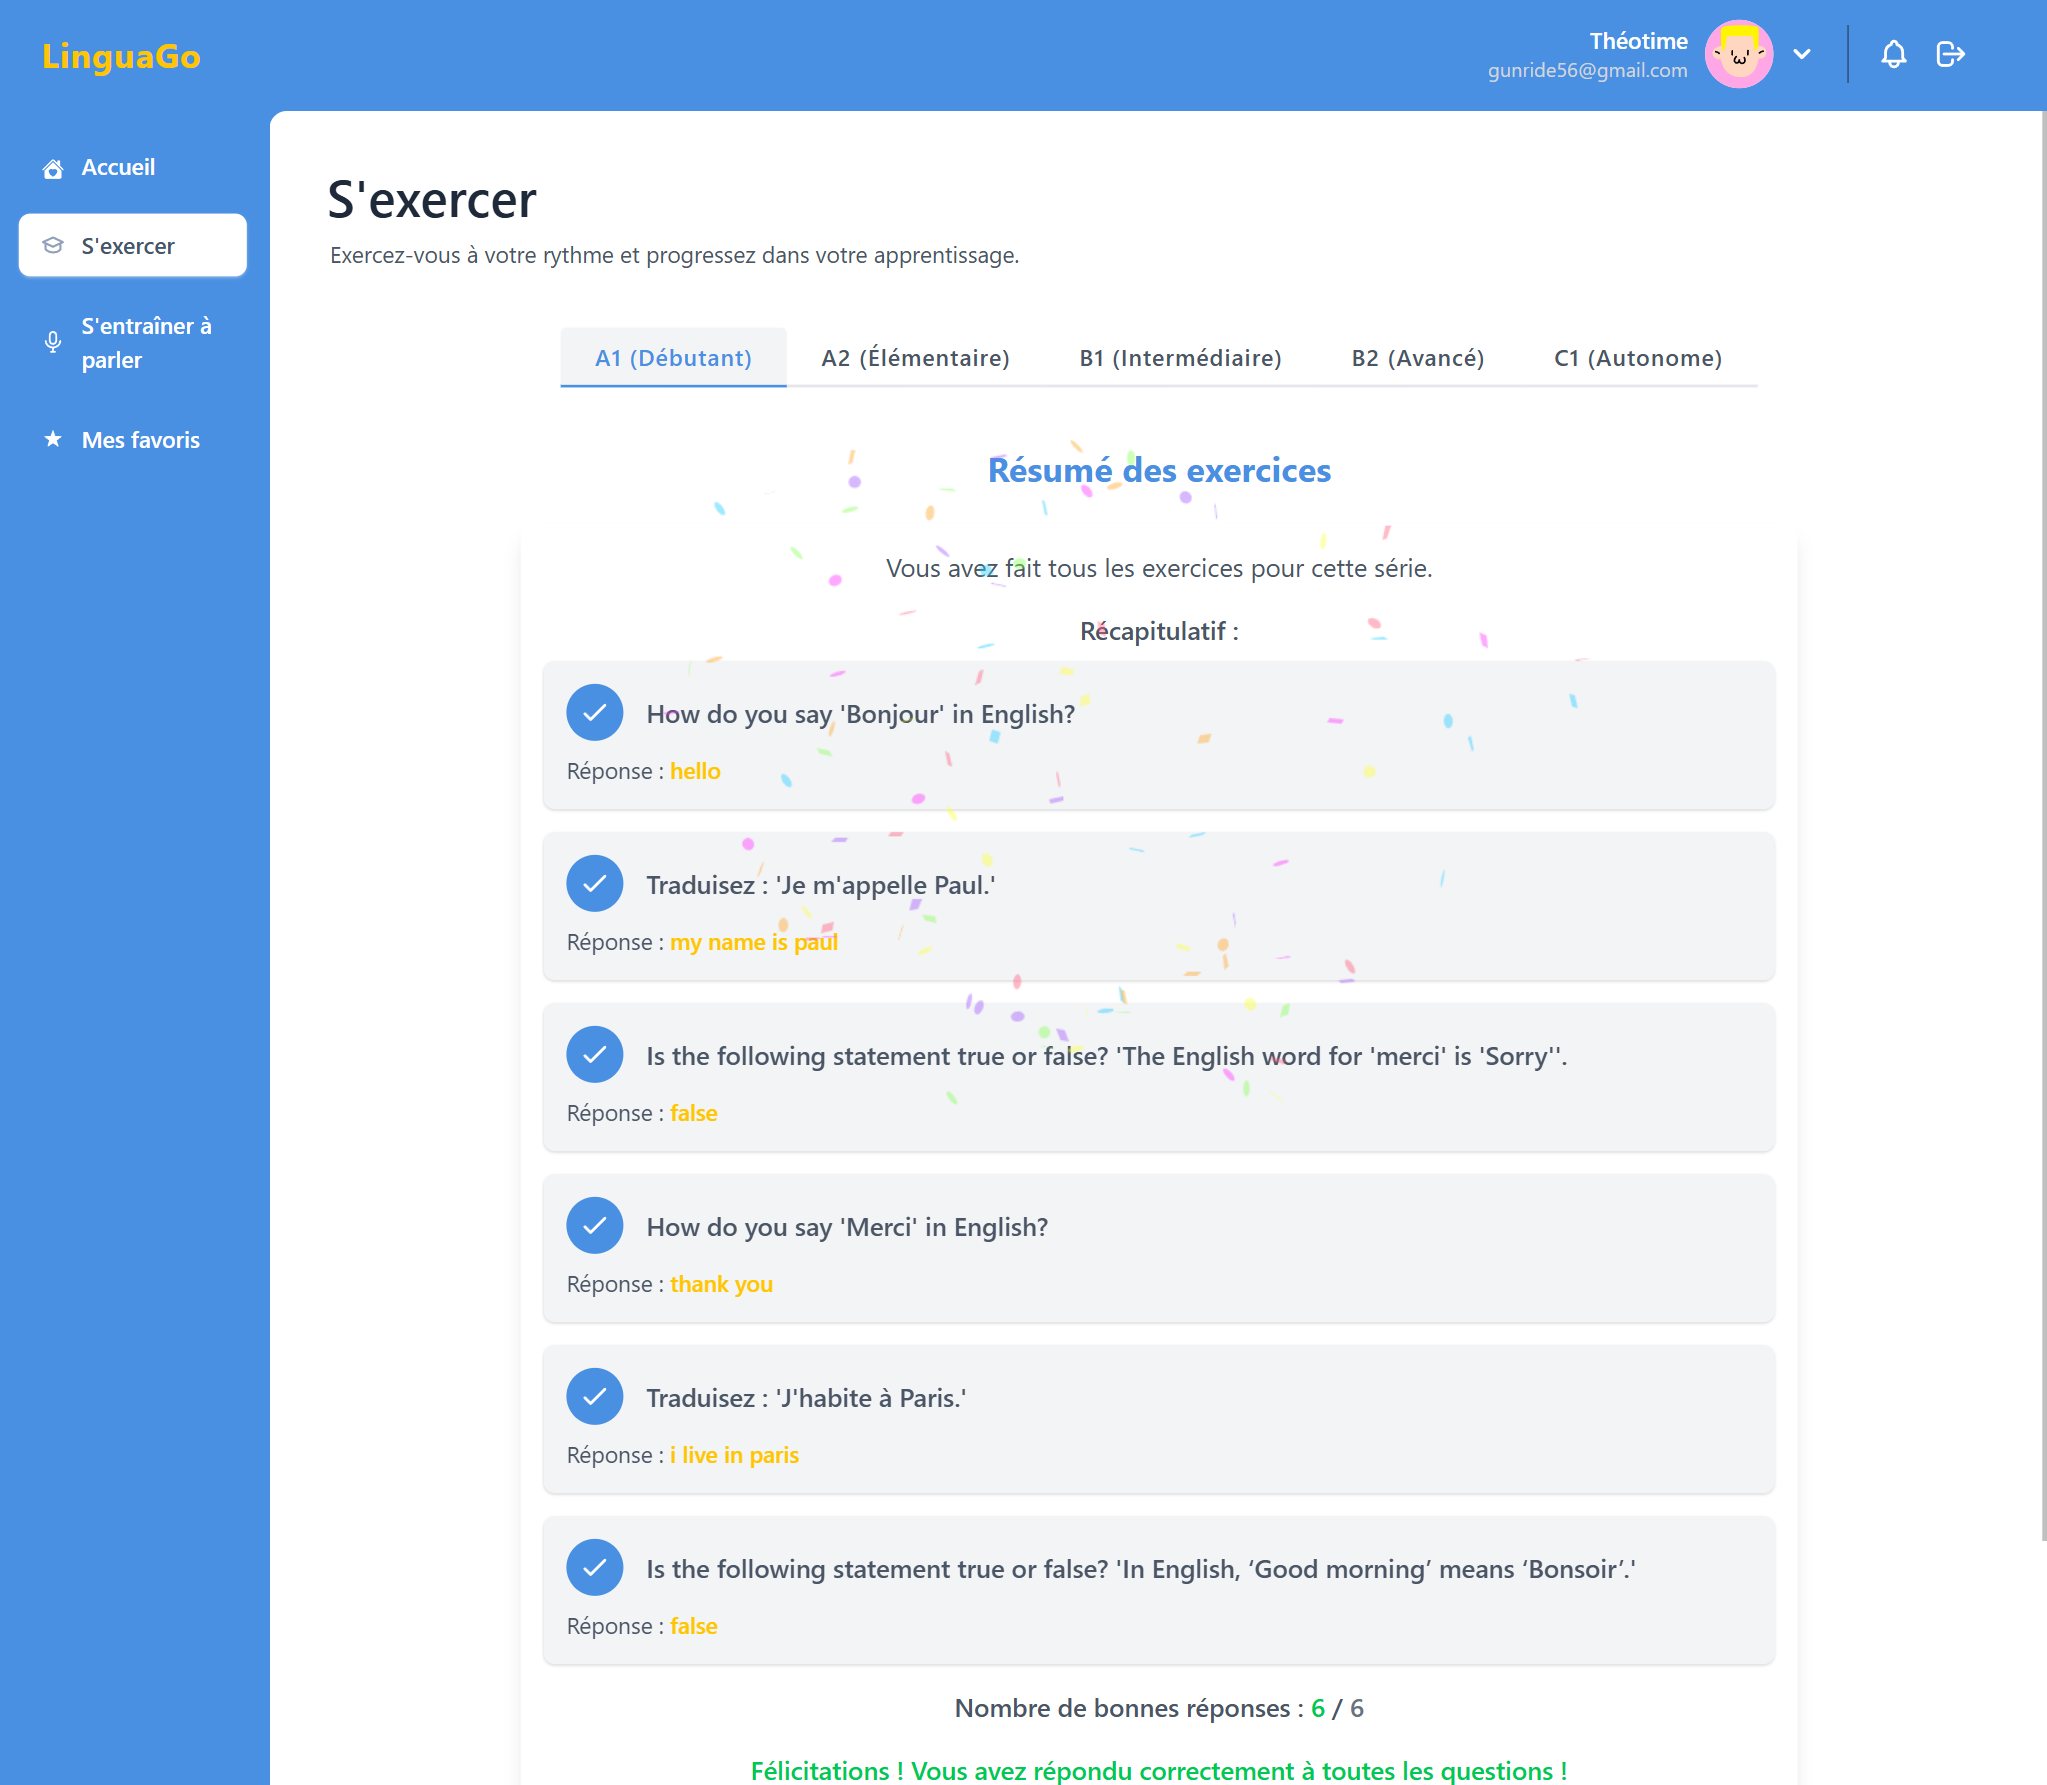 LinguaGo
Théotime
gunride56@gmail.com
Accueil
S'exercer
S'entraîner à
parler
Mes favoris
S'exercer
Exercez-vous à votre rythme et progressez dans votre apprentissage.
A1 (Débutant) A2 (Élémentaire) B1 (Intermédiaire) B2 (Avancé) C1 (Autonome)
Résumé des exercices
Vous avez fait tous les exercices pour cette série.
Récapitulatif :
How do you say 'Bonjour' in English?
Réponse : hello
Traduisez : 'Je m'appelle Paul.'
Réponse : my name is paul
Is the following statement true or false? 'The English word for 'merci' is 'Sorry''.
Réponse : false
How do you say 'Merci' in English?
Réponse : thank you
Traduisez : 'J'habite à Paris.'
Réponse : i live in paris
Is the following statement true or false? 'In English, ‘Good morning’ means ‘Bonsoir’.'
Réponse : false
Nombre de bonnes réponses : 6 / 6
Félicitations ! Vous avez répondu correctement à toutes les questions !